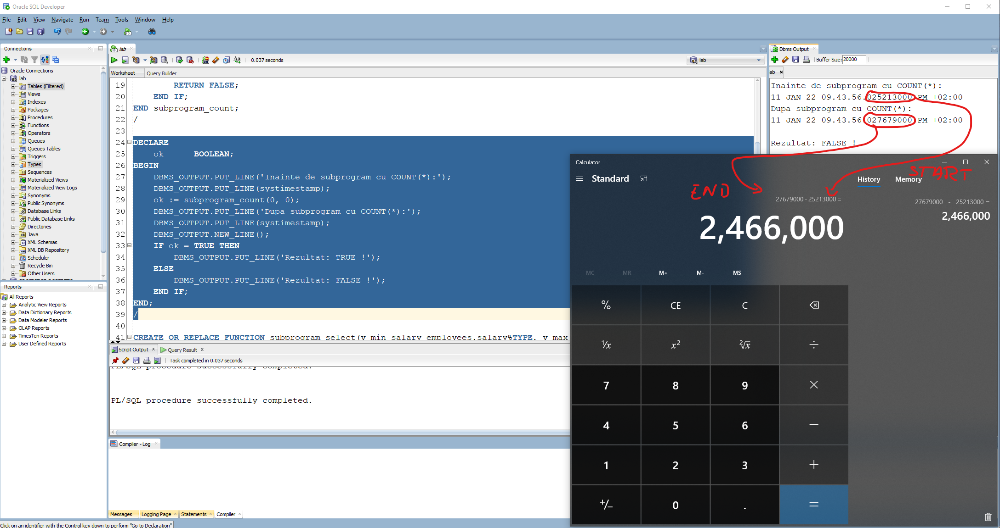 Oracle SQL Developer
File Edit View Navigate Run Team Tools Window Help
Connections
Oracle Connections
lab
Tables (Filtered)
Views
Indexes
Packages
Procedures
Functions
Operators
Queues
Queues Tables
Triggers
Types
Sequences
Materialized Views
Materialized View Logs
Synonyms
Public Synonyms
Database Links
Public Database Links
Directories
Java
XML Schemas
XML DB Repository
Scheduler
Recycle Bin
Other Users
Reports
All Reports
Analytic View Reports
Data Dictionary Reports
Data Modeler Reports
OLAP Reports
TimesTen Reports
User Defined Reports
lab
0.037 seconds
lab
Worksheet Query Builder
19 RETURN FALSE;
20 END IF;
21 END subprogram_count;
22 /
23
24 DECLARE
25 ok BOOLEAN;
26 BEGIN
27 DBMS_OUTPUT.PUT_LINE('Inainte de subprogram cu COUNT(*):');
28 DBMS_OUTPUT.PUT_LINE(systimestamp);
29 ok := subprogram_count(0, 0);
30 DBMS_OUTPUT.PUT_LINE('Dupa subprogram cu COUNT(*):');
31 DBMS_OUTPUT.PUT_LINE(systimestamp);
32 DBMS_OUTPUT.NEW_LINE();
33 IF ok = TRUE THEN
34 DBMS_OUTPUT.PUT_LINE('Rezultat: TRUE !');
35 ELSE
36 DBMS_OUTPUT.PUT_LINE('Rezultat: FALSE !');
37 END IF;
38 END;
39 /
40
41 CREATE OR REPLACE FUNCTION subprogram_select(v_min_salary employees.salary%TYPE, v_max
Script Output Query Result
Task completed in 0.037 seconds
PL/SQL procedure successfully completed.
PL/SQL procedure successfully completed.
Compiler - Log
Messages Logging Page Statements Compiler
Click on an identifier with the Control key down to perform "Go to Declaration"
Dbms Output
Buffer Size: 20000
lab
Inainte de subprogram cu COUNT(*):
11-JAN-22 09.43.56.025213000 PM +02:00
Dupa subprogram cu COUNT(*):
11-JAN-22 09.43.56.027679000 PM +02:00
Rezultat: FALSE !
Calculator
Standard
History Memory
START
END
27679000 - 25213000 =
2,466,000
27679000 - 25213000 =
2,466,000
MC MR M+ M- MS
% CE C
⅟x x² ²√x ÷
7 8 9 ×
4 5 6 −
1 2 3 +
+/− 0 . =